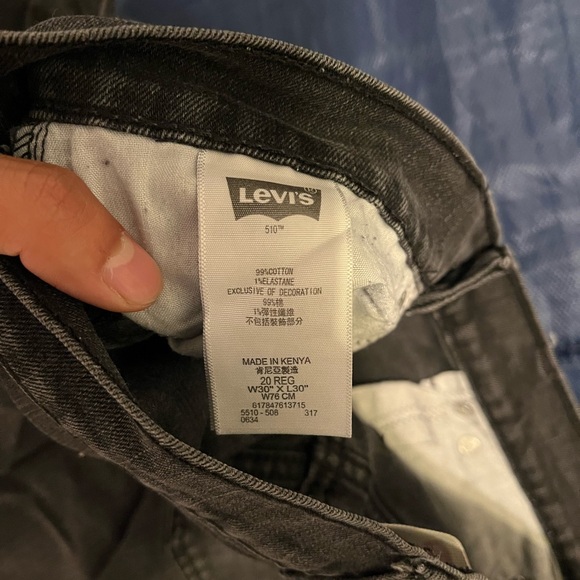 Levi's
510™
99%COTTON
1%ELASTANE
EXCLUSIVE OF DECORATION
99%棉
1%彈性纖維
不包括裝飾部分
MADE IN KENYA
肯尼亞製造
20 REG
W30" X L30"
W76 CM
617847613715
5510 - 508 317
0634